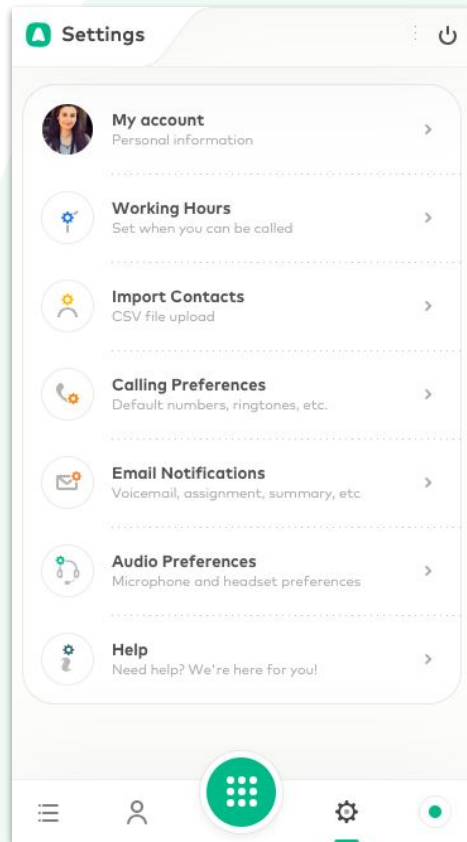 Settings
My account
Personal information
Working Hours
Set when you can be called
Import Contacts
CSV file upload
Calling Preferences
Default numbers, ringtones, etc.
Email Notifications
Voicemail, assignment, summary, etc
Audio Preferences
Microphone and headset preferences
Help
Need help? We're here for you!